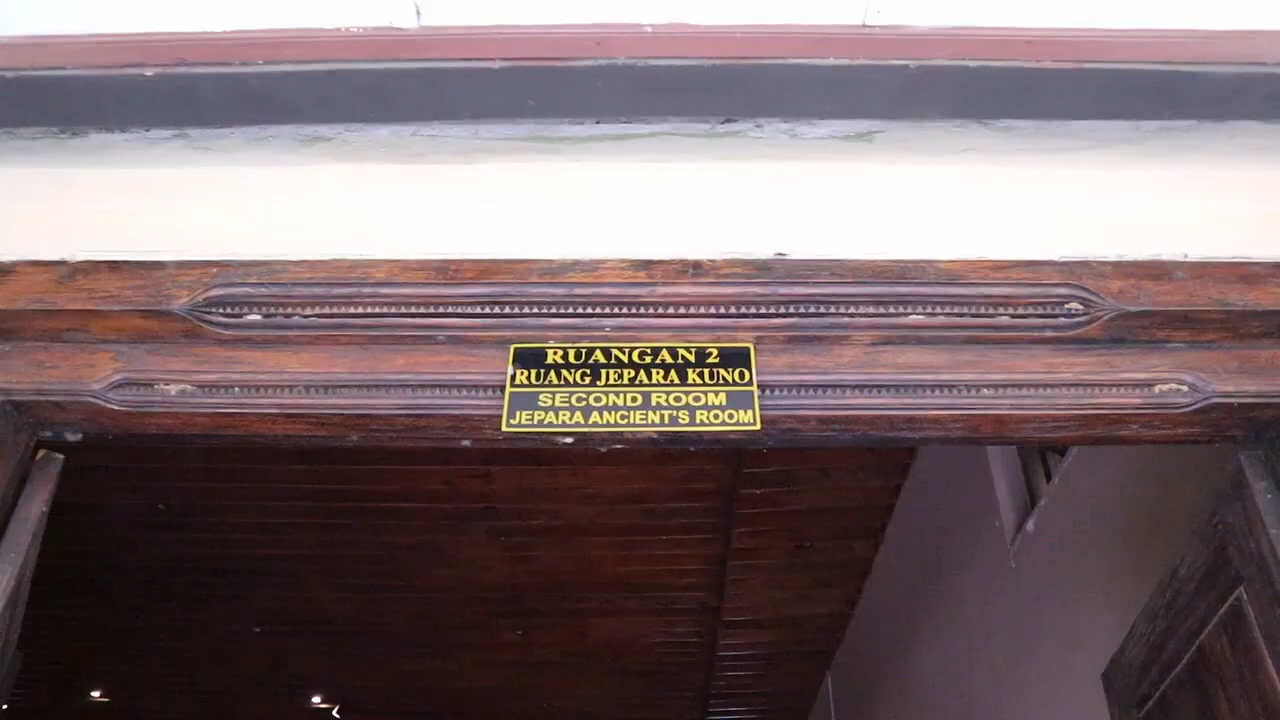 RUANGAN 2
RUANG JEPARA KUNO
SECOND ROOM
JEPARA ANCIENT'S ROOM